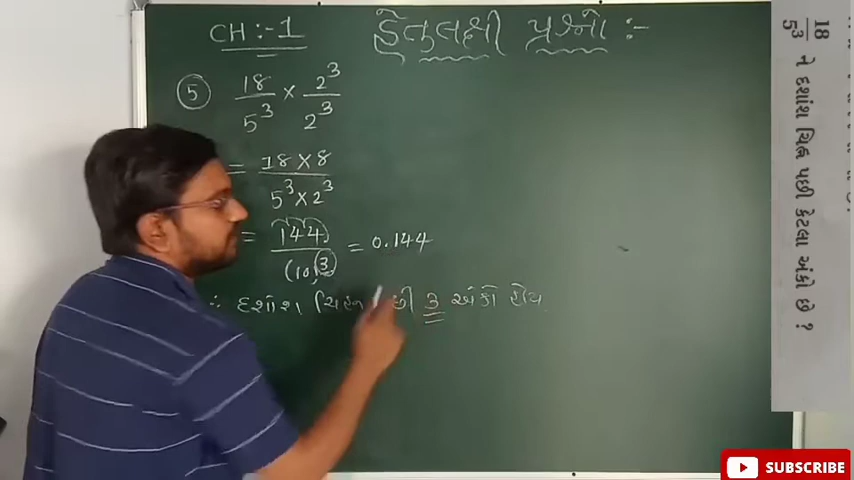 CH :- 1 હેતુલક્ષી પ્રશ્નો :-
5 18/5³ × 2³/2³
= 18 × 8 / 5³ × 2³
= 144 / (10)³ = 0.144
∴ દશાંશ ચિહ્ન પછી 3 અંકો હોય
18/5³ ને દશાંશ ચિહ્ન પછી કેટલા અંકો છે ?
SUBSCRIBE